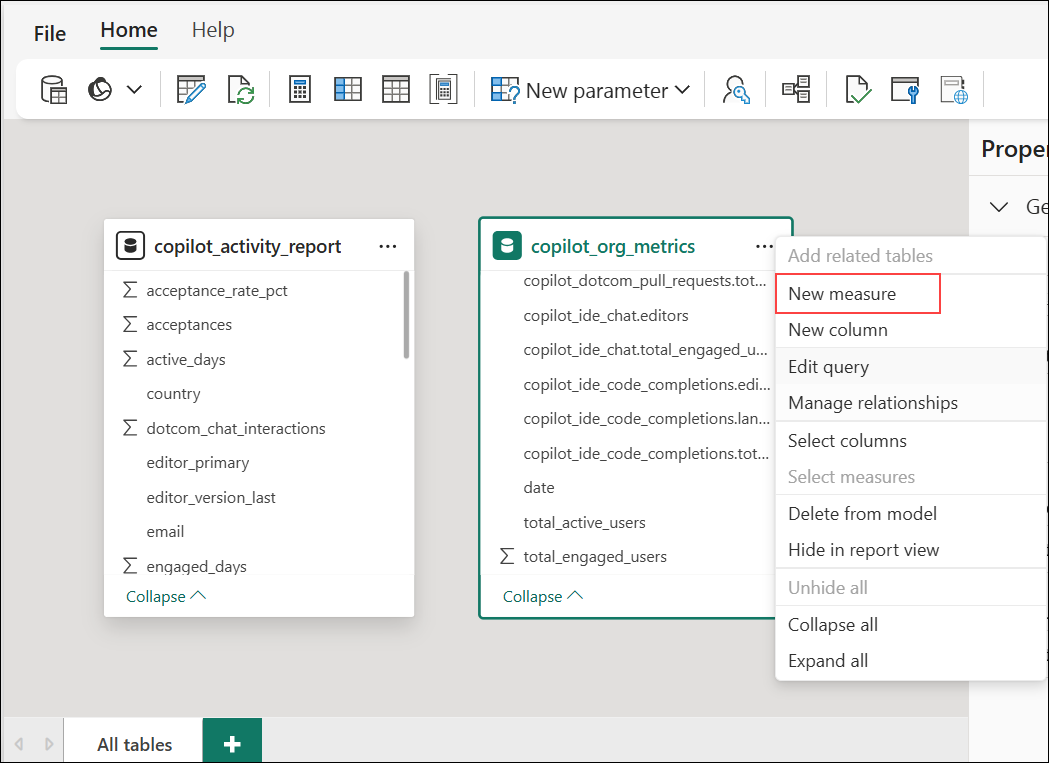 File
Home
Help
New parameter
Proper
Ge
copilot_activity_report
...
acceptance_rate_pct
acceptances
active_days
country
dotcom_chat_interactions
editor_primary
editor_version_last
email
engaged_days
Collapse
copilot_org_metrics
...
copilot_dotcom_pull_requests.tot...
copilot_ide_chat.editors
copilot_ide_chat.total_engaged_u...
copilot_ide_code_completions.edi...
copilot_ide_code_completions.lan...
copilot_ide_code_completions.tot...
date
total_active_users
total_engaged_users
Collapse
Add related tables
New measure
New column
Edit query
Manage relationships
Select columns
Select measures
Delete from model
Hide in report view
Unhide all
Collapse all
Expand all
All tables